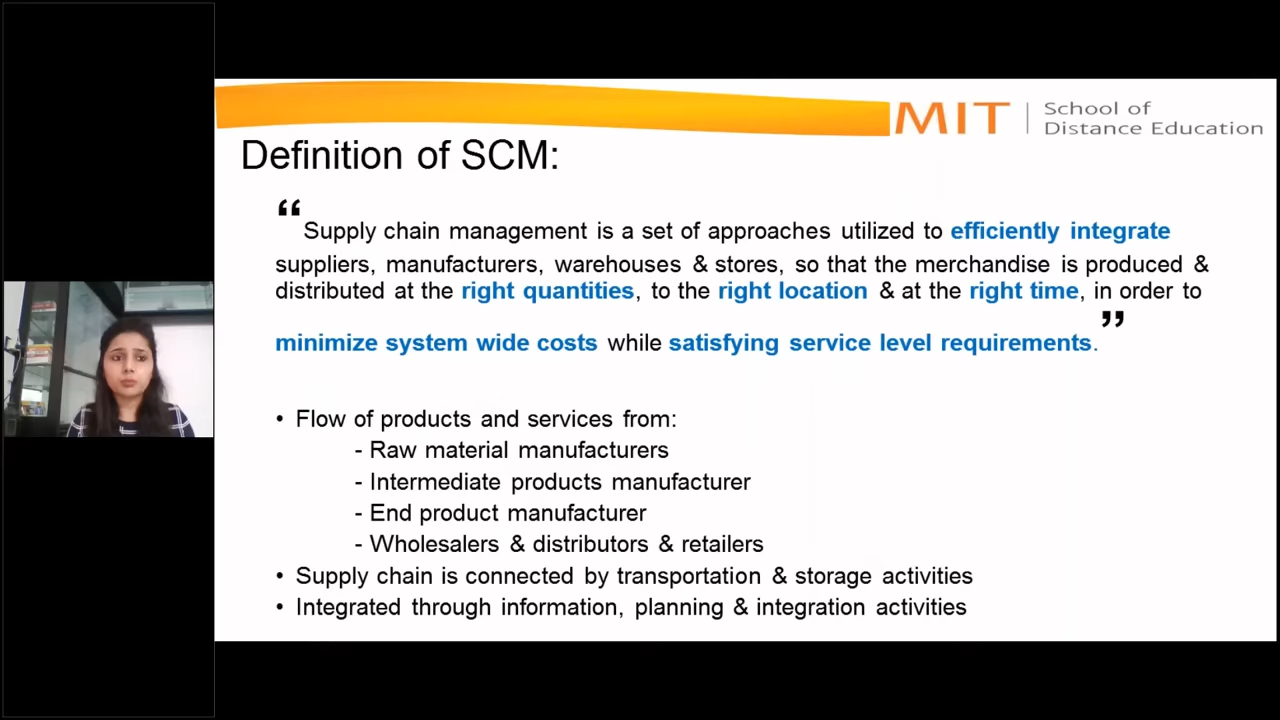 MIT
School of
Distance Education
Definition of SCM:
“Supply chain management is a set of approaches utilized to efficiently integrate
suppliers, manufacturers, warehouses & stores, so that the merchandise is produced &
distributed at the right quantities, to the right location & at the right time, in order to
minimize system wide costs while satisfying service level requirements.”
• Flow of products and services from:
- Raw material manufacturers
- Intermediate products manufacturer
- End product manufacturer
- Wholesalers & distributors & retailers
• Supply chain is connected by transportation & storage activities
• Integrated through information, planning & integration activities